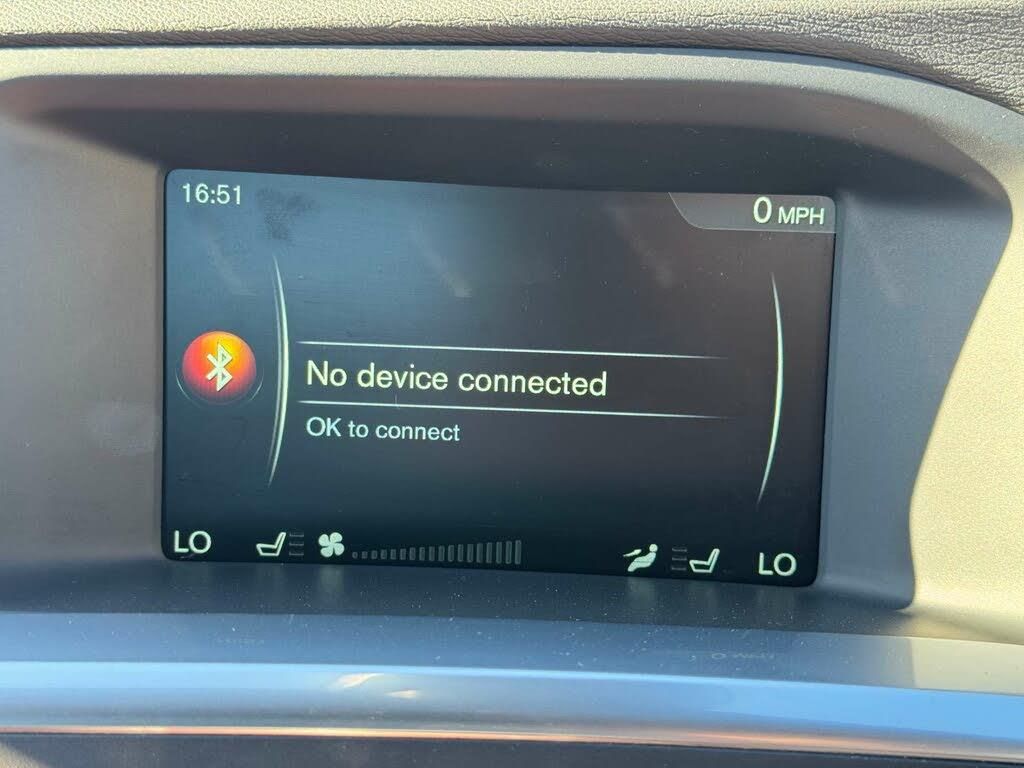 16:51
0 MPH
No device connected
OK to connect
LO
LO